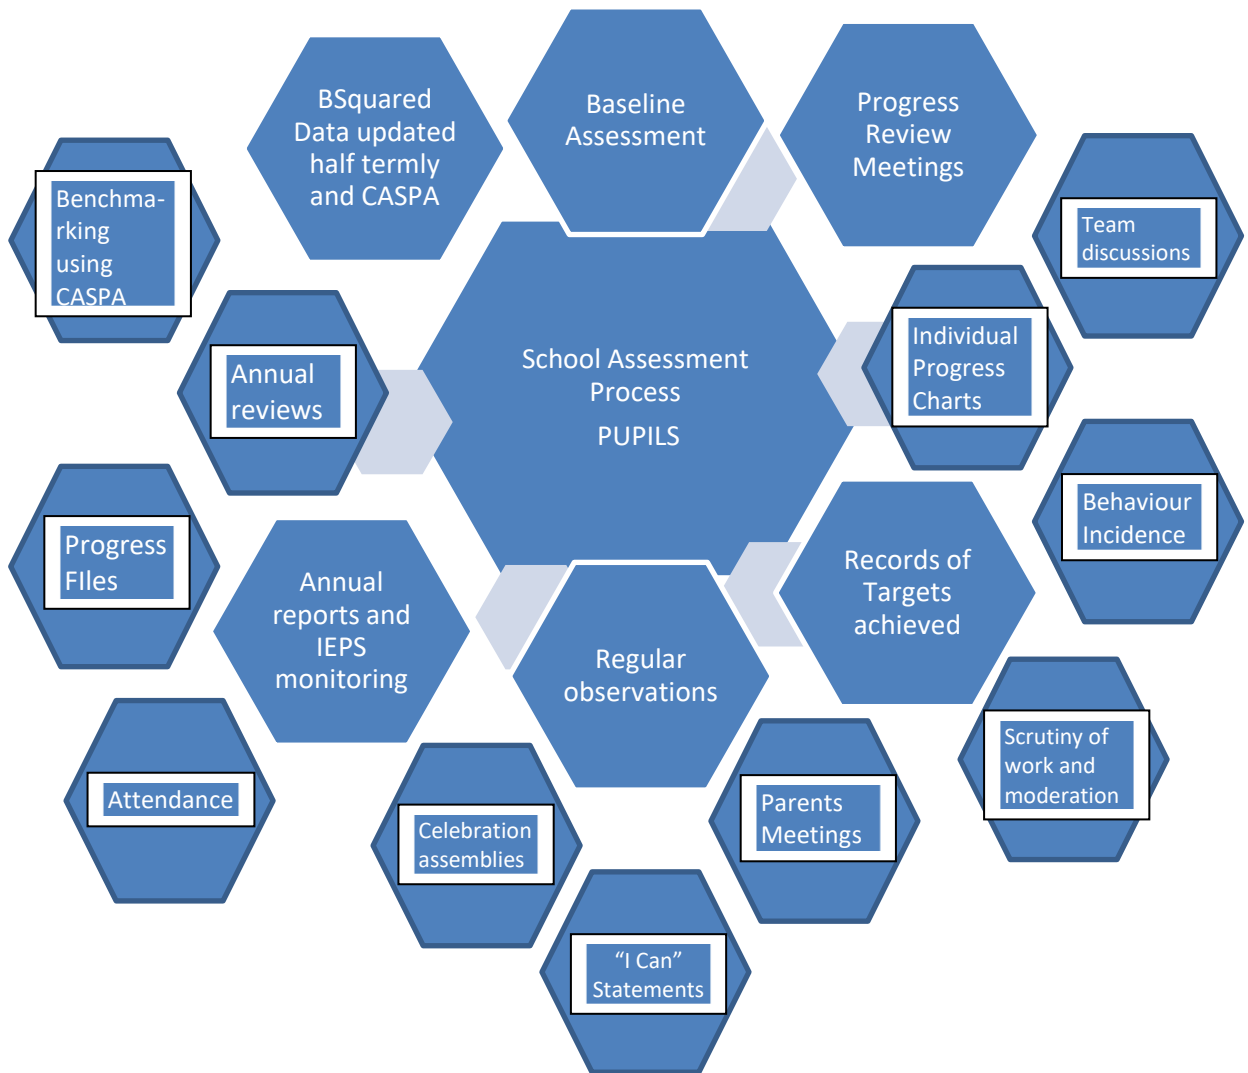 BSquared
Data updated
half termly
and CASPA
Baseline
Assessment
Progress
Review
Meetings
Benchma-
rking
using
CASPA
Team
discussions
Annual
reviews
School Assessment
Process
PUPILS
Individual
Progress
Charts
Progress
FIles
Annual
reports and
IEPS
monitoring
Regular
observations
Records of
Targets
achieved
Behaviour
Incidence
Attendance
Celebration
assemblies
Parents
Meetings
Scrutiny of
work and
moderation
“I Can”
Statements